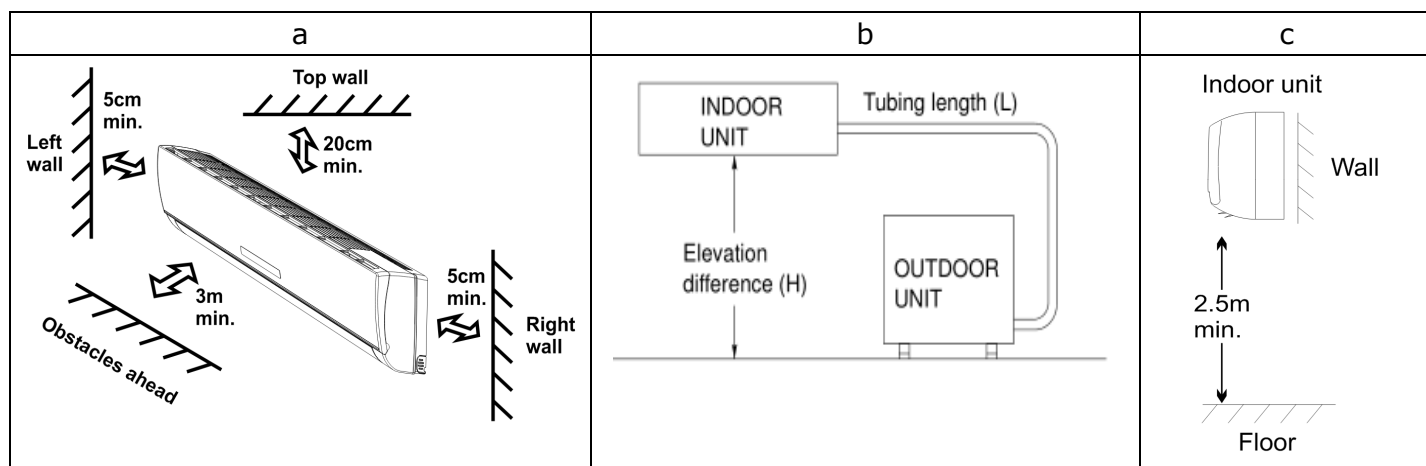 a
b
c
Top wall
5cm
min.
20cm
min.
Left
wall
3m
min.
5cm
min.
Right
wall
Obstacles ahead
INDOOR
UNIT
Tubing length (L)
Elevation
difference (H)
OUTDOOR
UNIT
Indoor unit
Wall
2.5m
min.
Floor